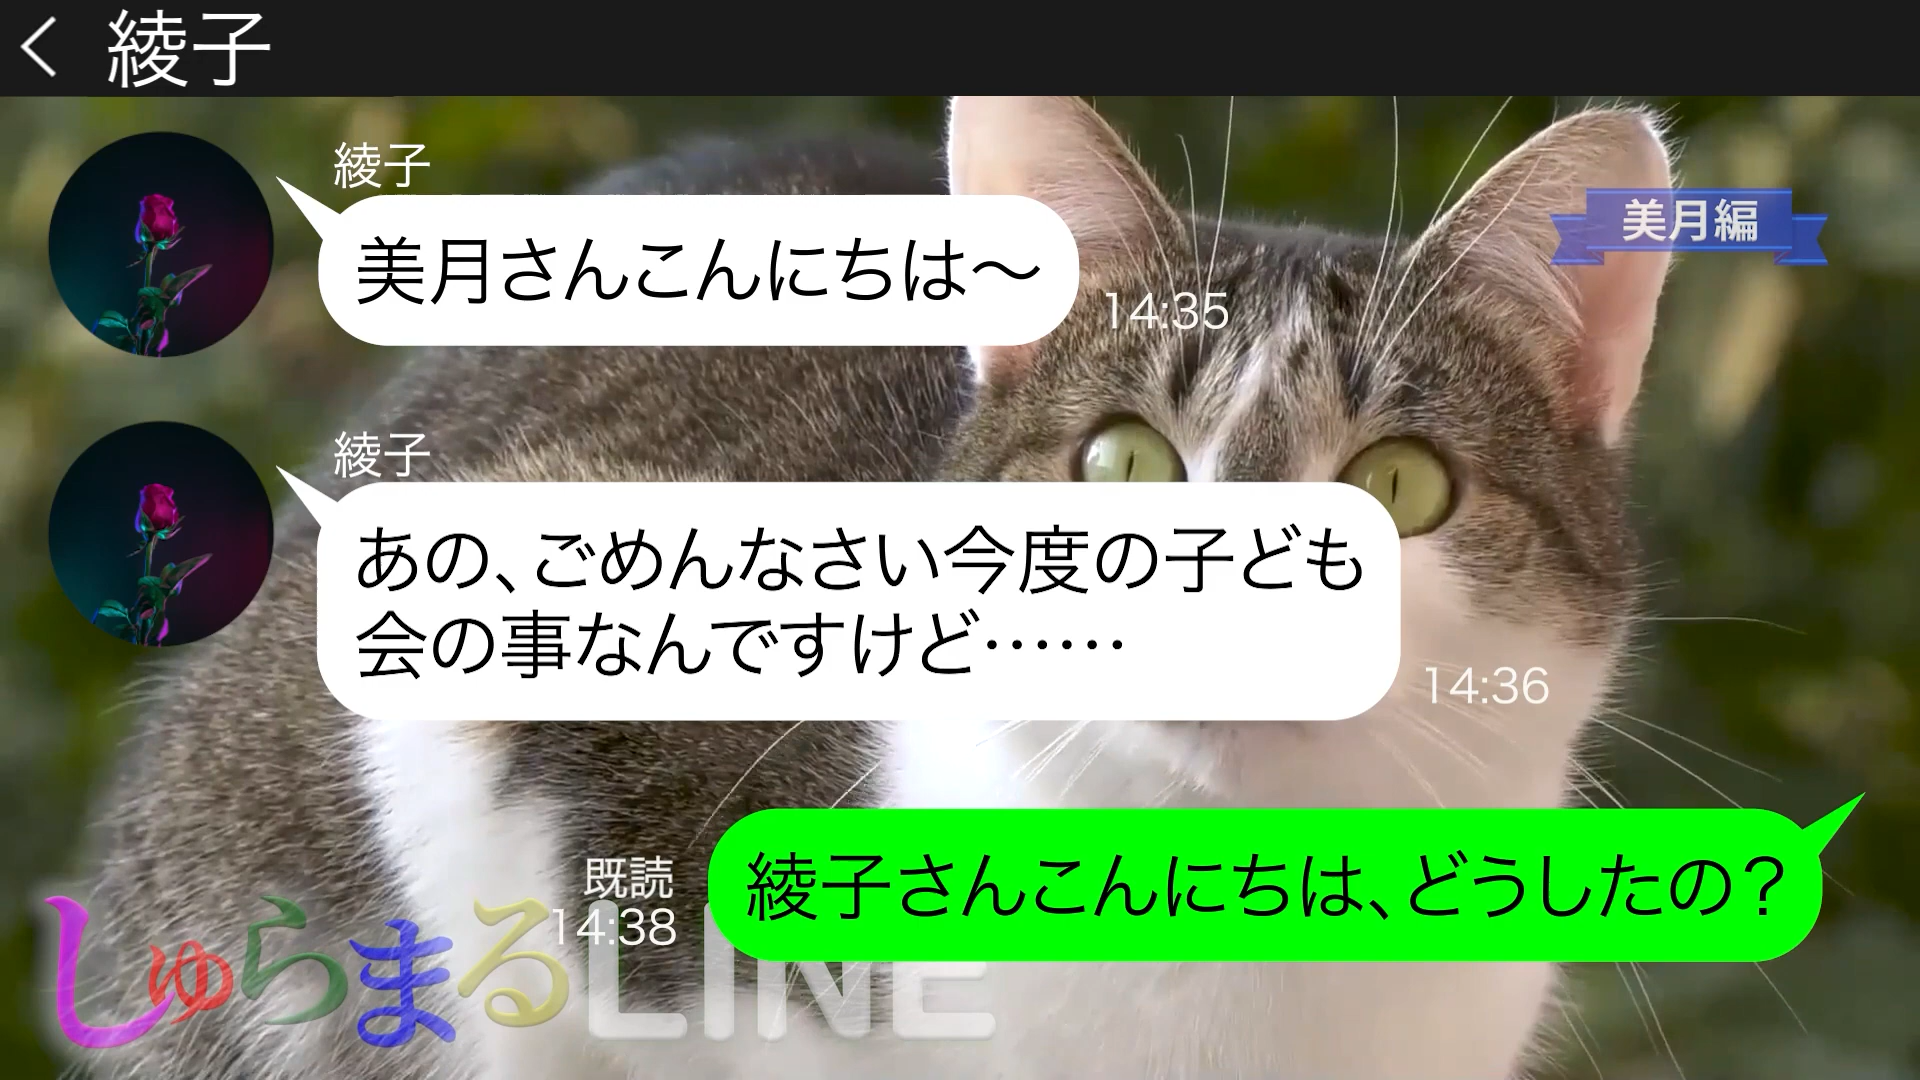 綾子
綾子
美月さんこんにちは〜
14:35
美月編
綾子
あの、ごめんなさい今度の子ども
会の事なんですけど……
14:36
綾子さんこんにちは、どうしたの？
既読
14:38
しゅらまるLINE